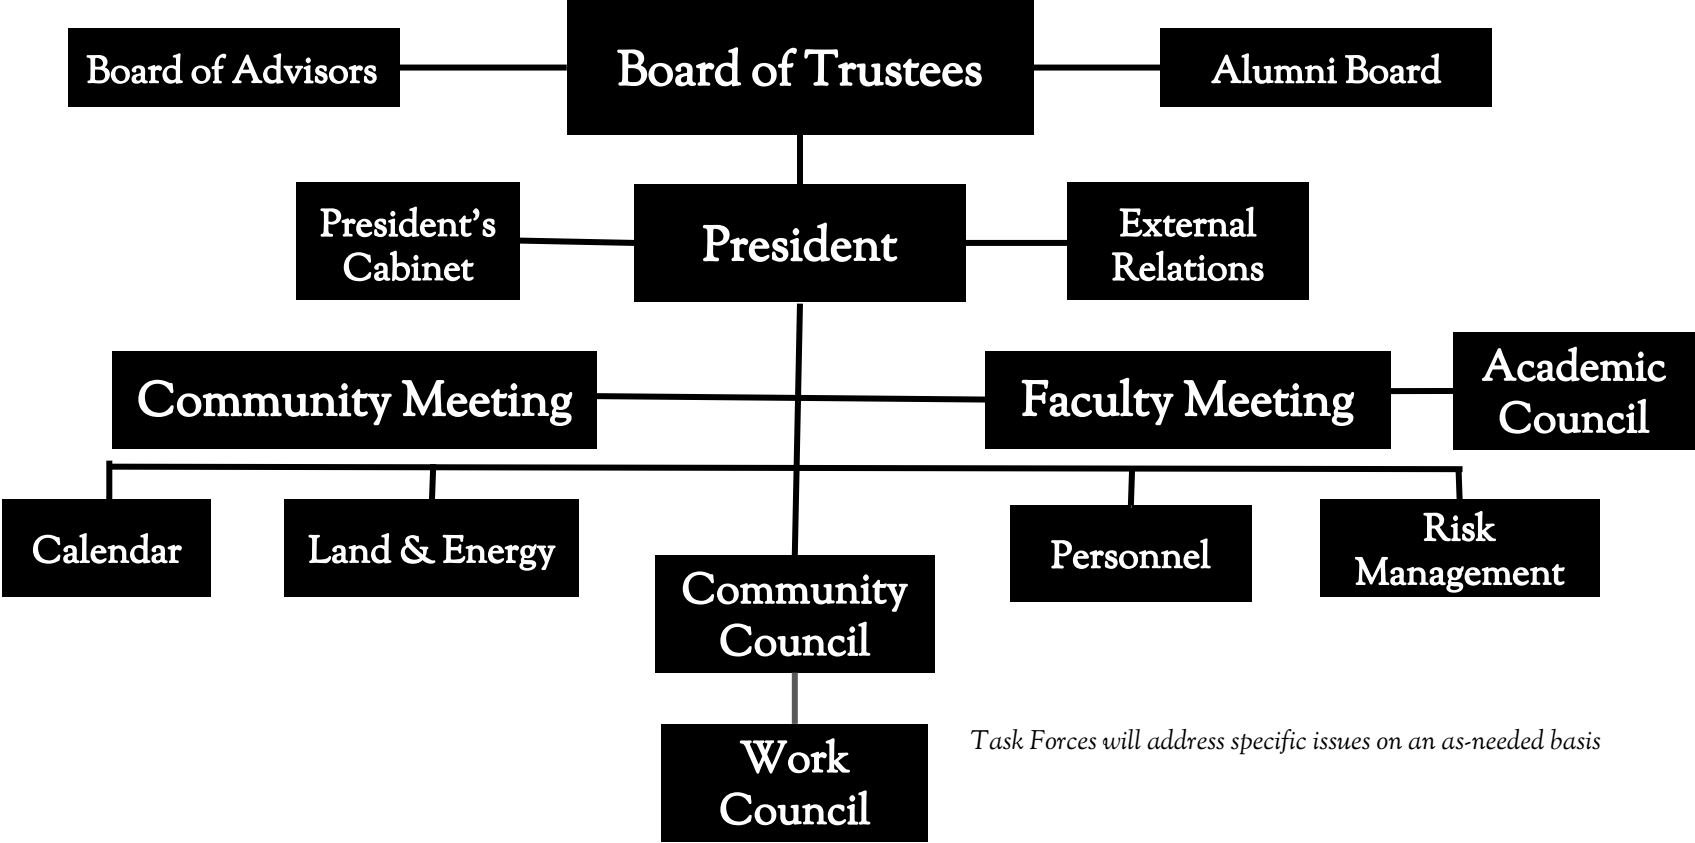 Board of Advisors
Board of Trustees
Alumni Board
President's
Cabinet
President
External
Relations
Community Meeting
Faculty Meeting
Academic
Council
Calendar
Land & Energy
Personnel
Risk
Management
Community
Council
Work
Council
Task Forces will address specific issues on an as-needed basis